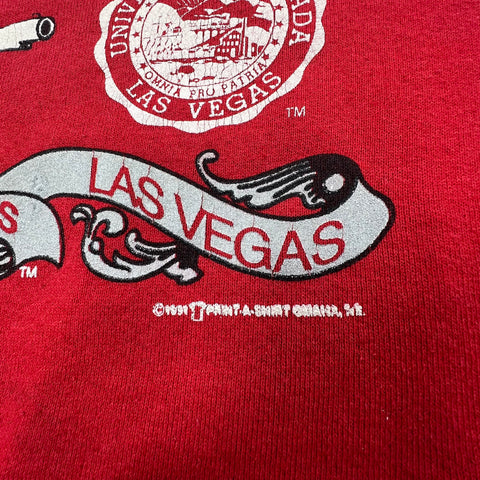 UNIV ADA
OMNIA PRO PATRIA
LAS VEGAS
TM
LAS VEGAS
S
TM
©1991 PRINT-A-SHIRT OMAHA, NE.